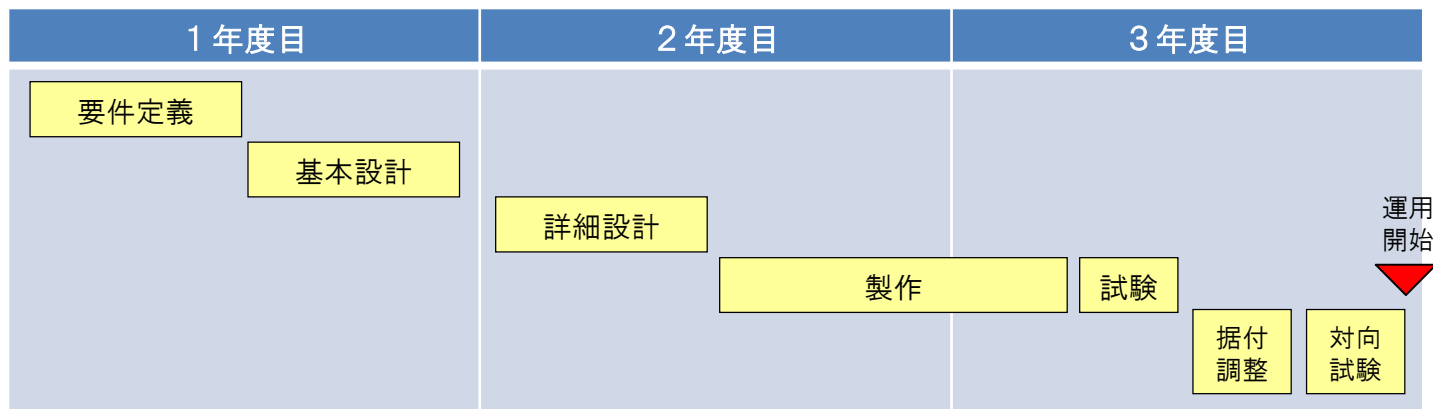 1年度目
2年度目
3年度目
要件定義
基本設計
詳細設計
製作
試験
据付
調整
対向
試験
運用
開始